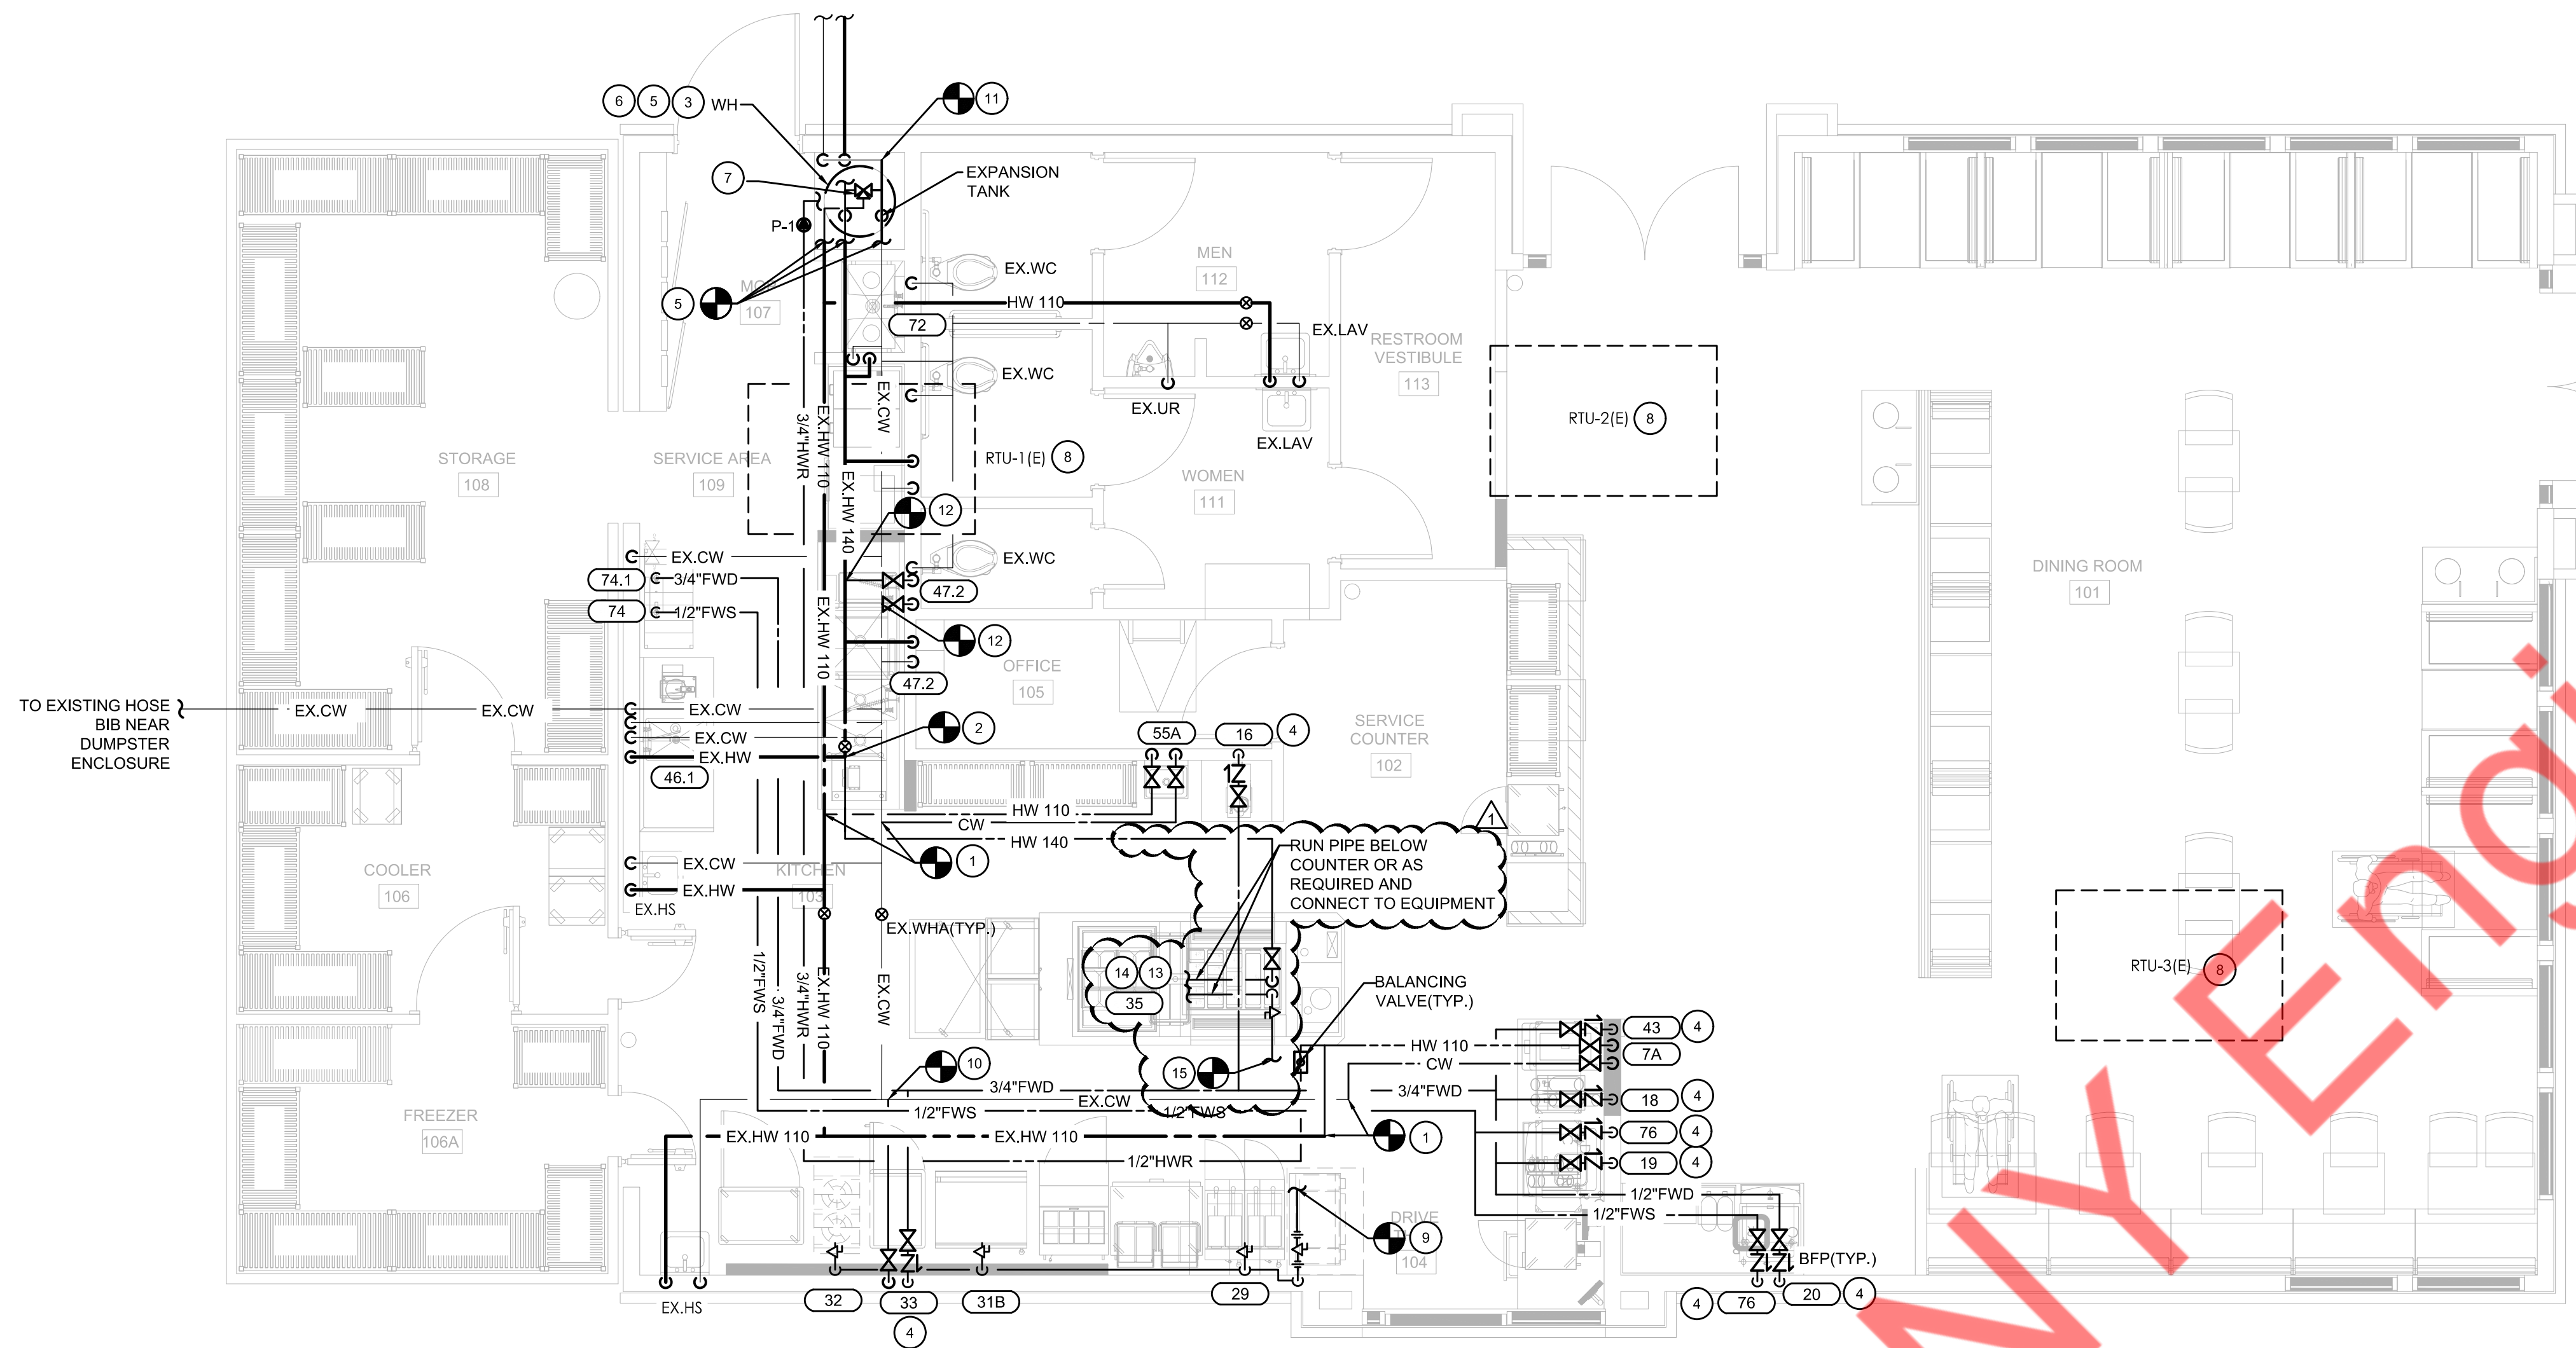 6 5 3 WH
11
7
EXPANSION
TANK
P-1
EX.WC
MEN
112
5
107
HW 110
72
EX.LAV
RESTROOM
VESTIBULE
113
EX.WC
EX.UR
EX.LAV
EX.CW
EX.HW 110
3/4"HWR
RTU-2(E) 8
STORAGE
108
SERVICE AREA
109
RTU-1(E) 8
WOMEN
111
EX.HW 140
12
EX.CW
EX.WC
74.1 3/4"FWD
47.2
DINING ROOM
101
74 1/2"FWS
EX.HW 110
12
OFFICE
105
47.2
TO EXISTING HOSE
BIB NEAR
DUMPSTER
ENCLOSURE
EX.CW
EX.CW
EX.CW
EX.CW
EX.HW
46.1
2
55A
16 4
SERVICE
COUNTER
102
HW 110
CW
HW 140
1
1
RUN PIPE BELOW
COUNTER OR AS
REQUIRED AND
CONNECT TO EQUIPMENT
COOLER
106
EX.CW
EX.HW
EX.HS
KITCHEN
103
EX.WHA(TYP.)
1/2"FWS
3/4"FWD
3/4"HWR
EX.HW 110
EX.CW
14 13
35
BALANCING
VALVE(TYP.)
RTU-3(E) 8
43 4
HW 110
7A
CW
10
15
3/4"FWD
3/4"FWD
18 4
EX.CW
1/2"FWS
1/2"FWS
FREEZER
106A
EX.HW 110
EX.HW 110
1
76 4
1/2"HWR
19 4
1/2"FWD
1/2"FWS
DRIVE
104
9
BFP(TYP.)
EX.HS
32
33
31B
29
4
4 76
20 4
NY Eng